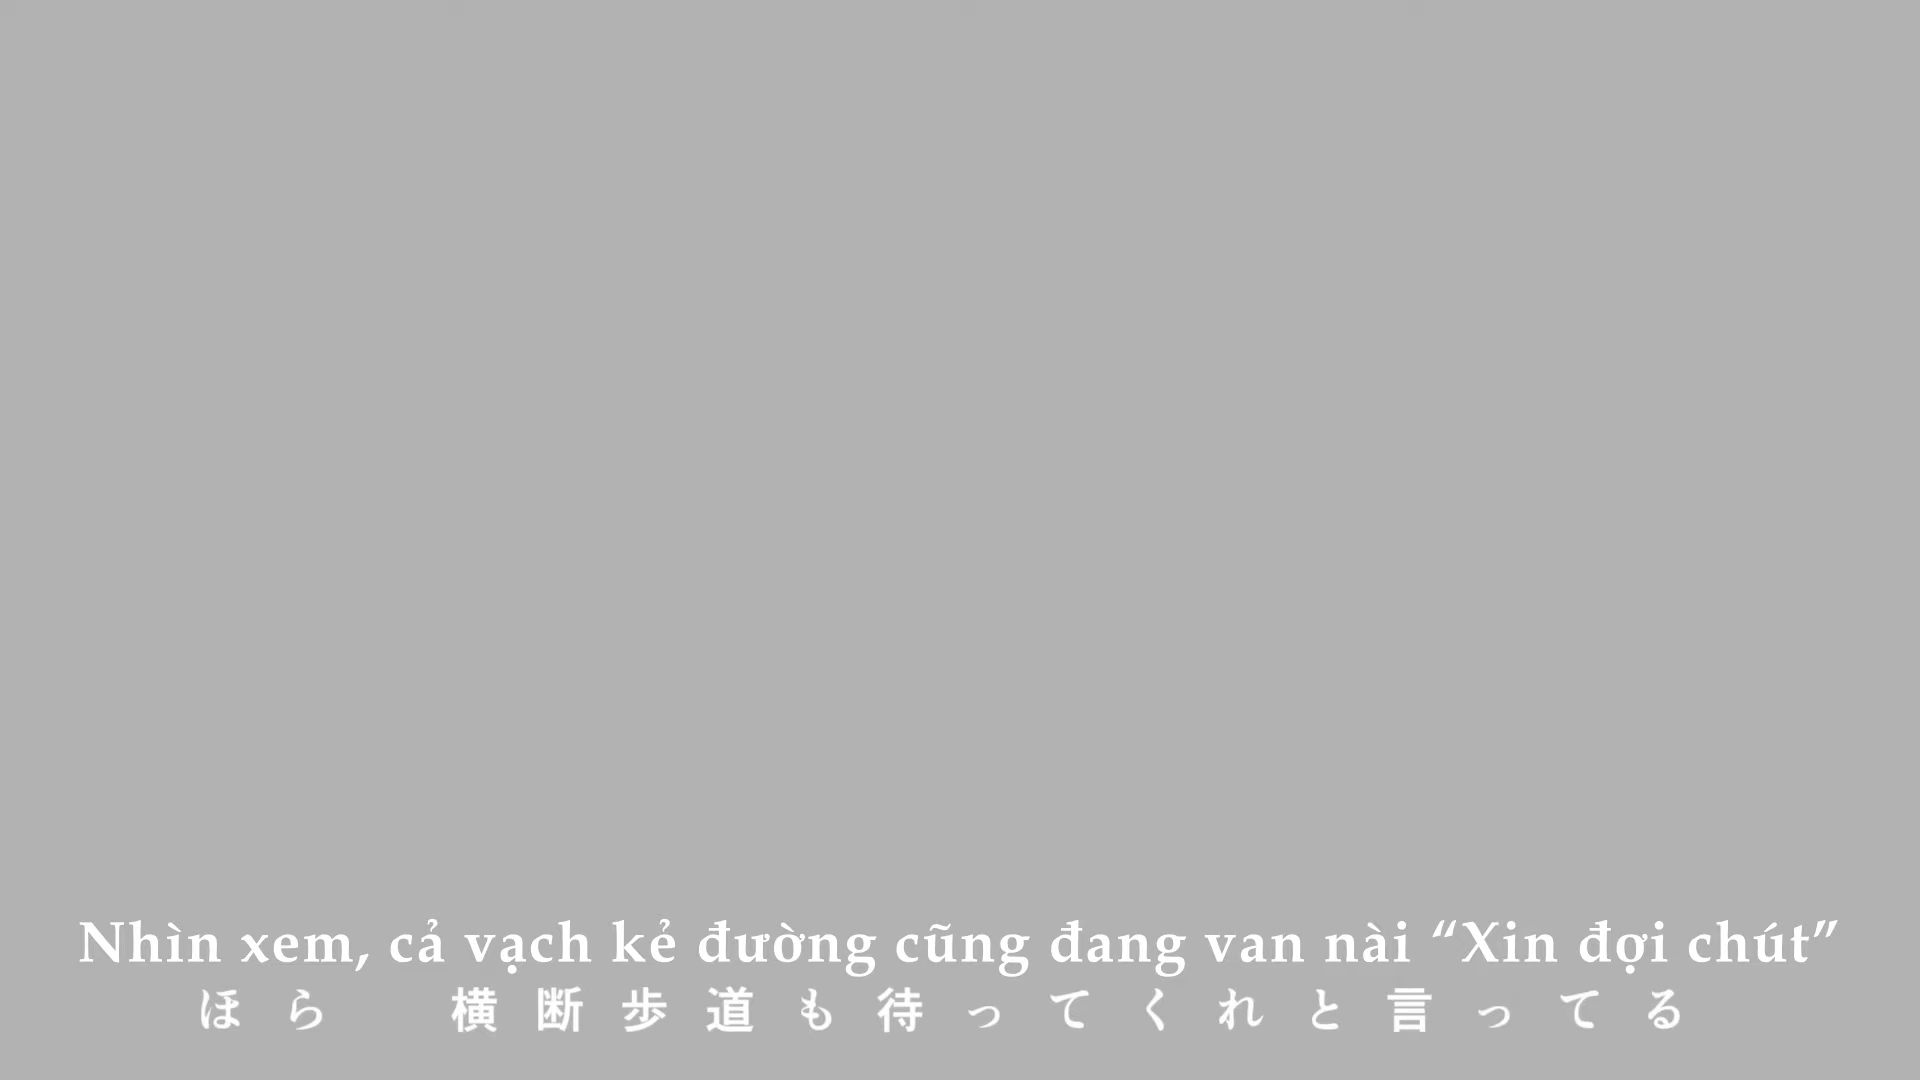 Nhìn xem, cả vạch kẻ đường cũng đang van nài “Xin đợi chút”
ほら 横断歩道も待ってくれと言ってる